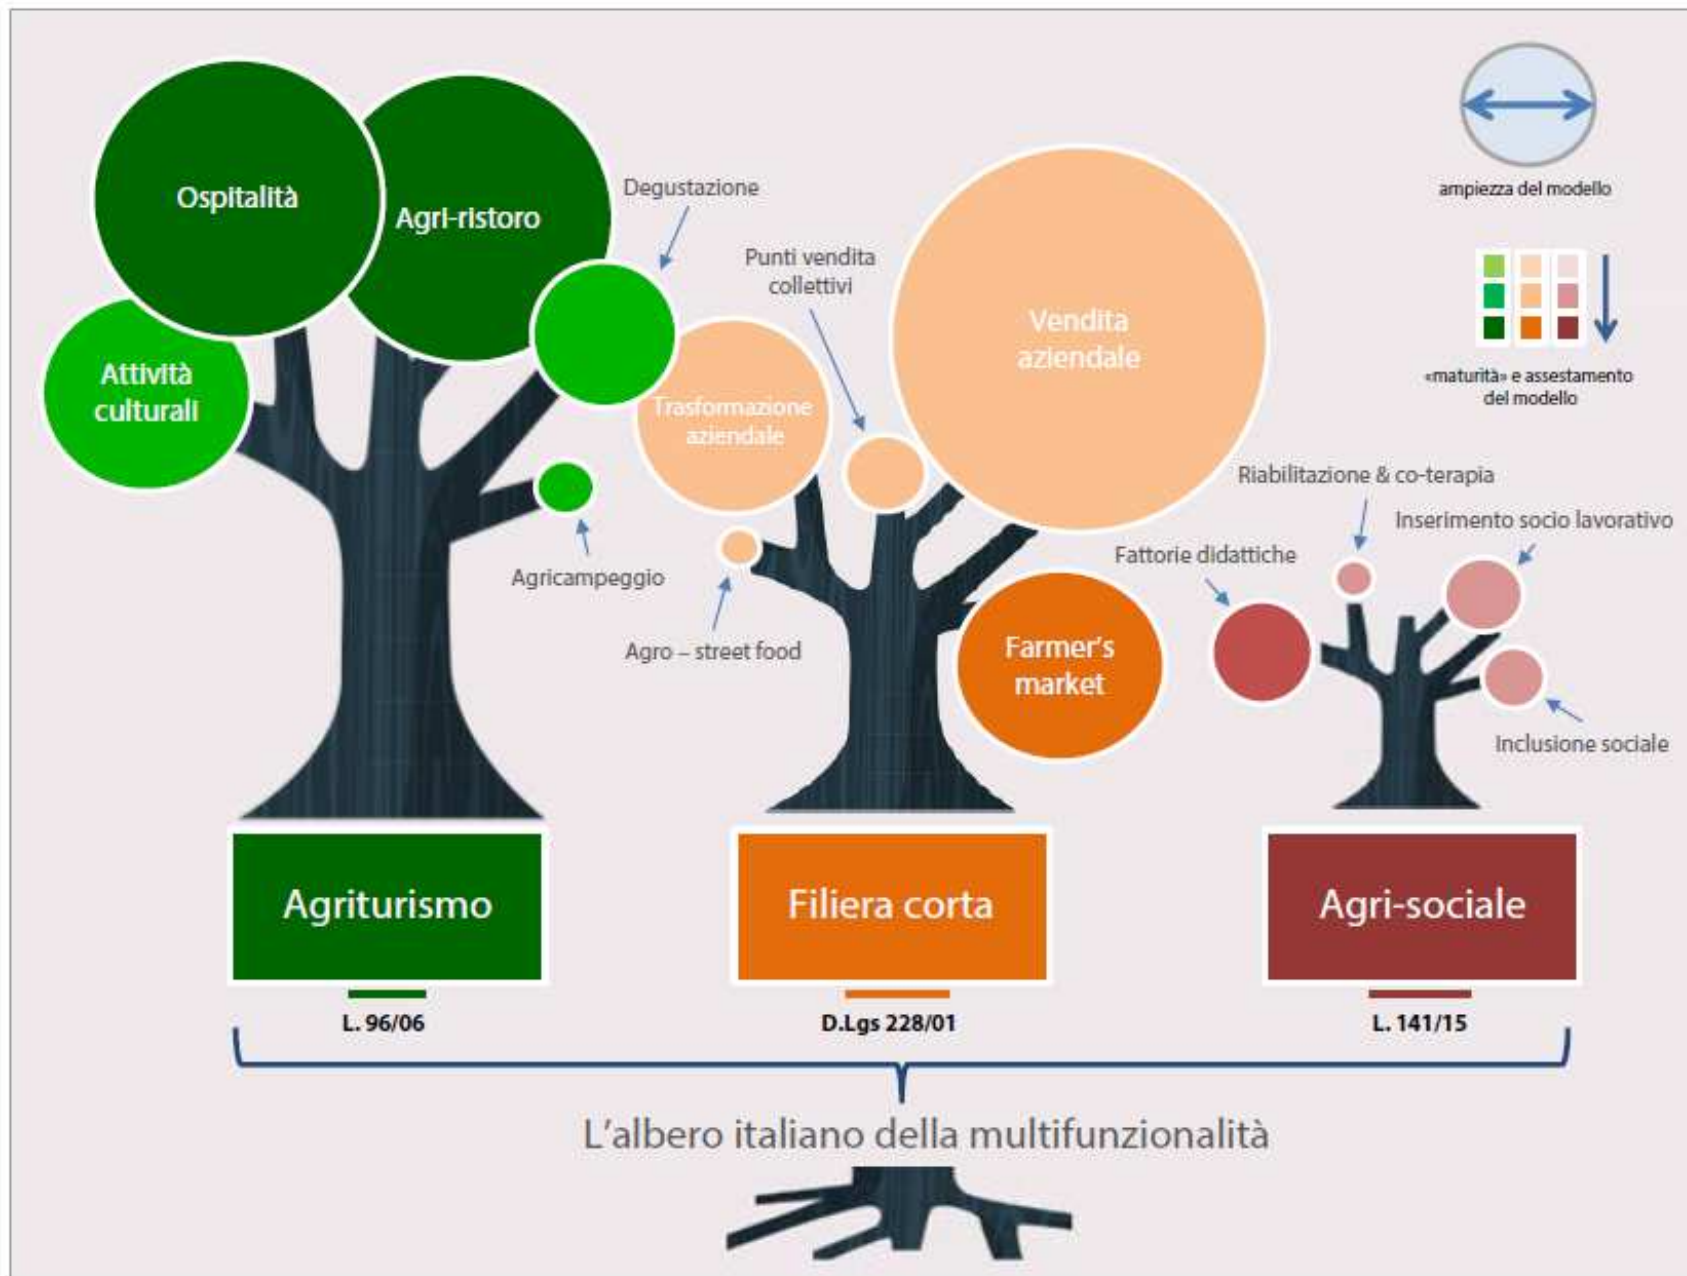 Ospitalità
Agri-ristoro
Degustazione
Attività
culturali
Agricampeggio
Punti vendita
collettivi
Trasformazione
aziendale
Agro – street food
Vendita
aziendale
Farmer's
market
ampiezza del modello
«maturità» e assestamento
del modello
Riabilitazione & co-terapia
Inserimento socio lavorativo
Fattorie didattiche
Inclusione sociale
Agriturismo
Filiera corta
Agri-sociale
L. 96/06
D.Lgs 228/01
L. 141/15
L'albero italiano della multifunzionalità